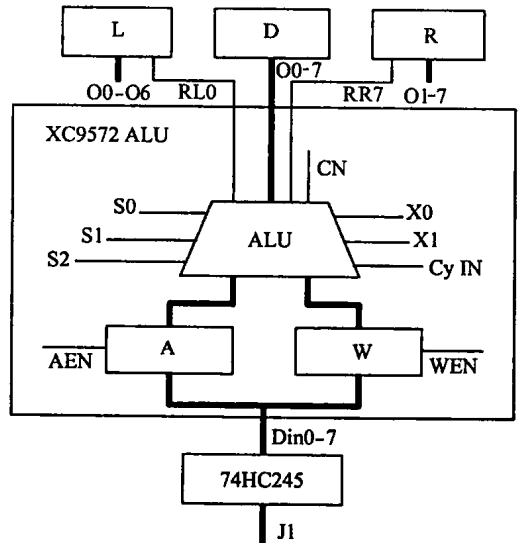 L
D
R
O0-O6
RL0
O0-7
RR7
O1-7
XC9572 ALU
CN
S0
X0
S1
ALU
X1
S2
Cy IN
A
W
AEN
WEN
Din0-7
74HC245
J1